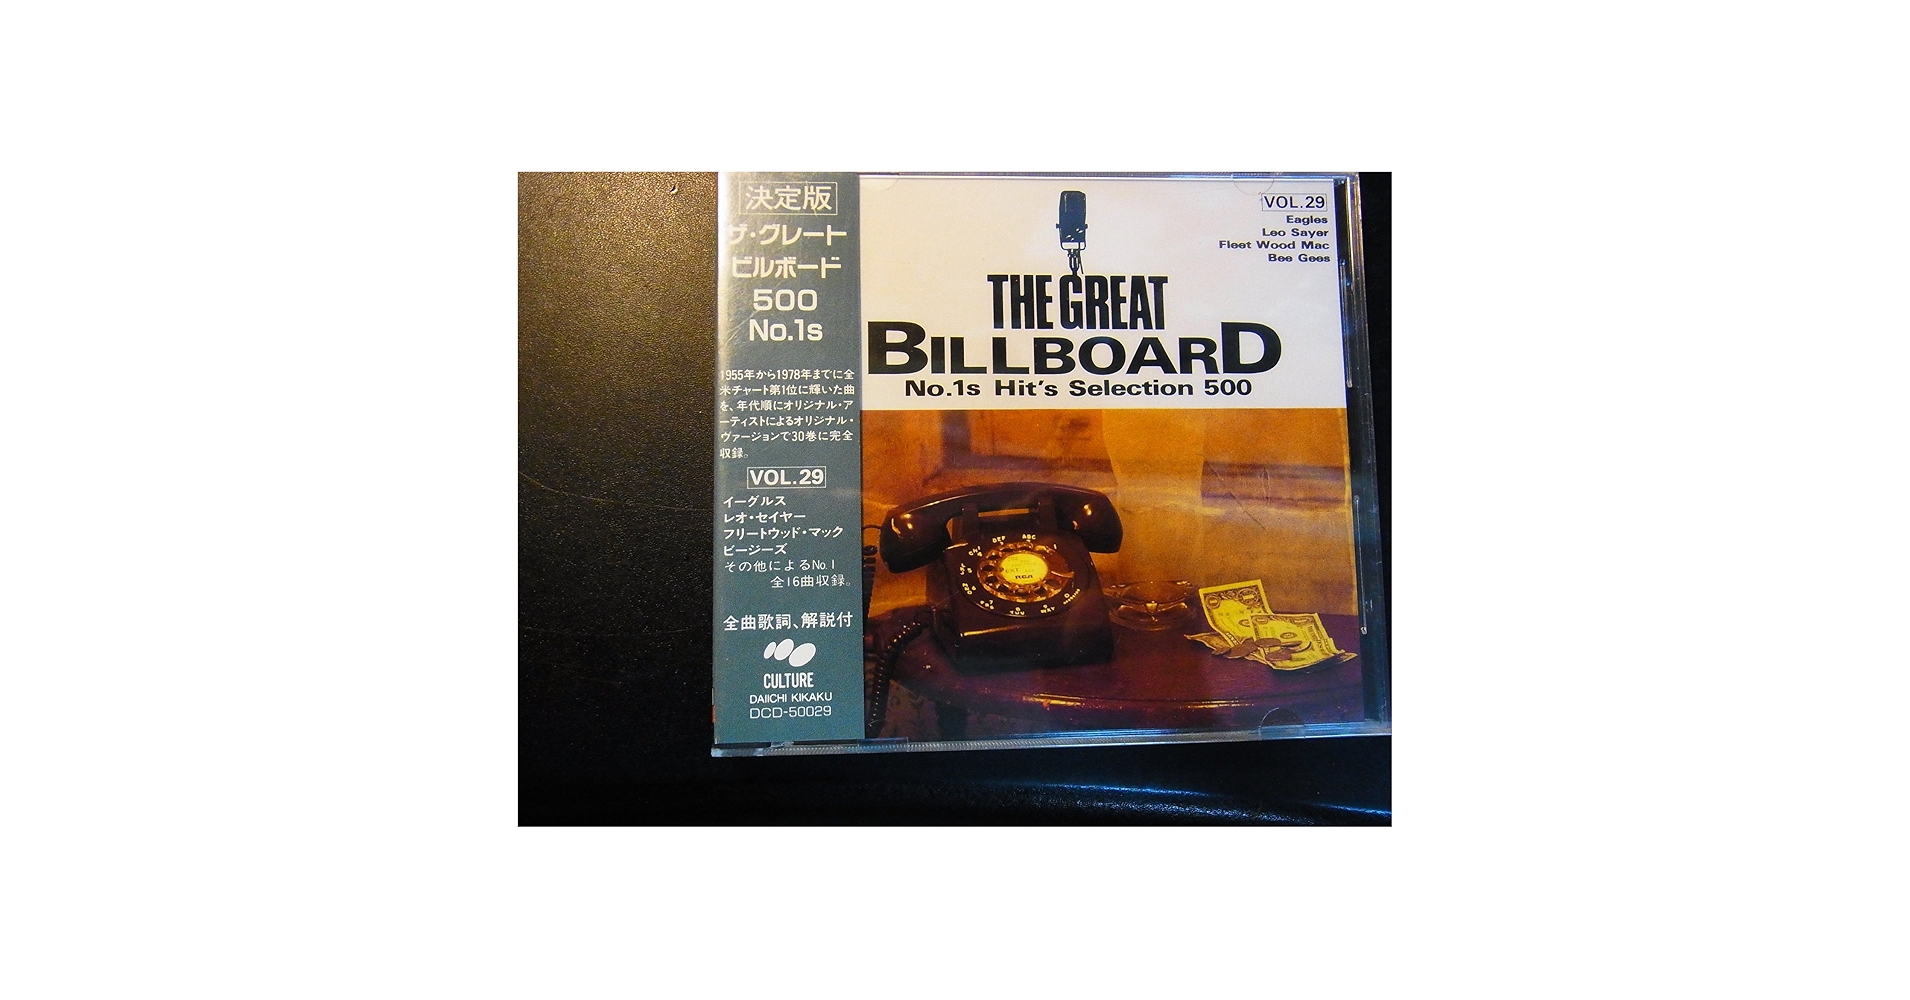 決定版
ザ・グレート
ビルボード
500
No.1s
1955年から1978年までに全
米チャート第1位に輝いた曲
を、年代順にオリジナル・ア
ーティストによるオリジナル・
ヴァージョンで30巻に完全
収録。
VOL.29
イーグルス
レオ・セイヤー
フリートウッド・マック
ビージーズ
その他によるNo.1
全16曲収録。
全曲歌詞、解説付
CULTURE
DAIICHI KIKAKU
DCD-50029
VOL.29
Eagles
Leo Sayer
Fleet Wood Mac
Bee Gees
THE GREAT
BILLBOARD
No.1s Hit's Selection 500
ABC
DEF
RCA